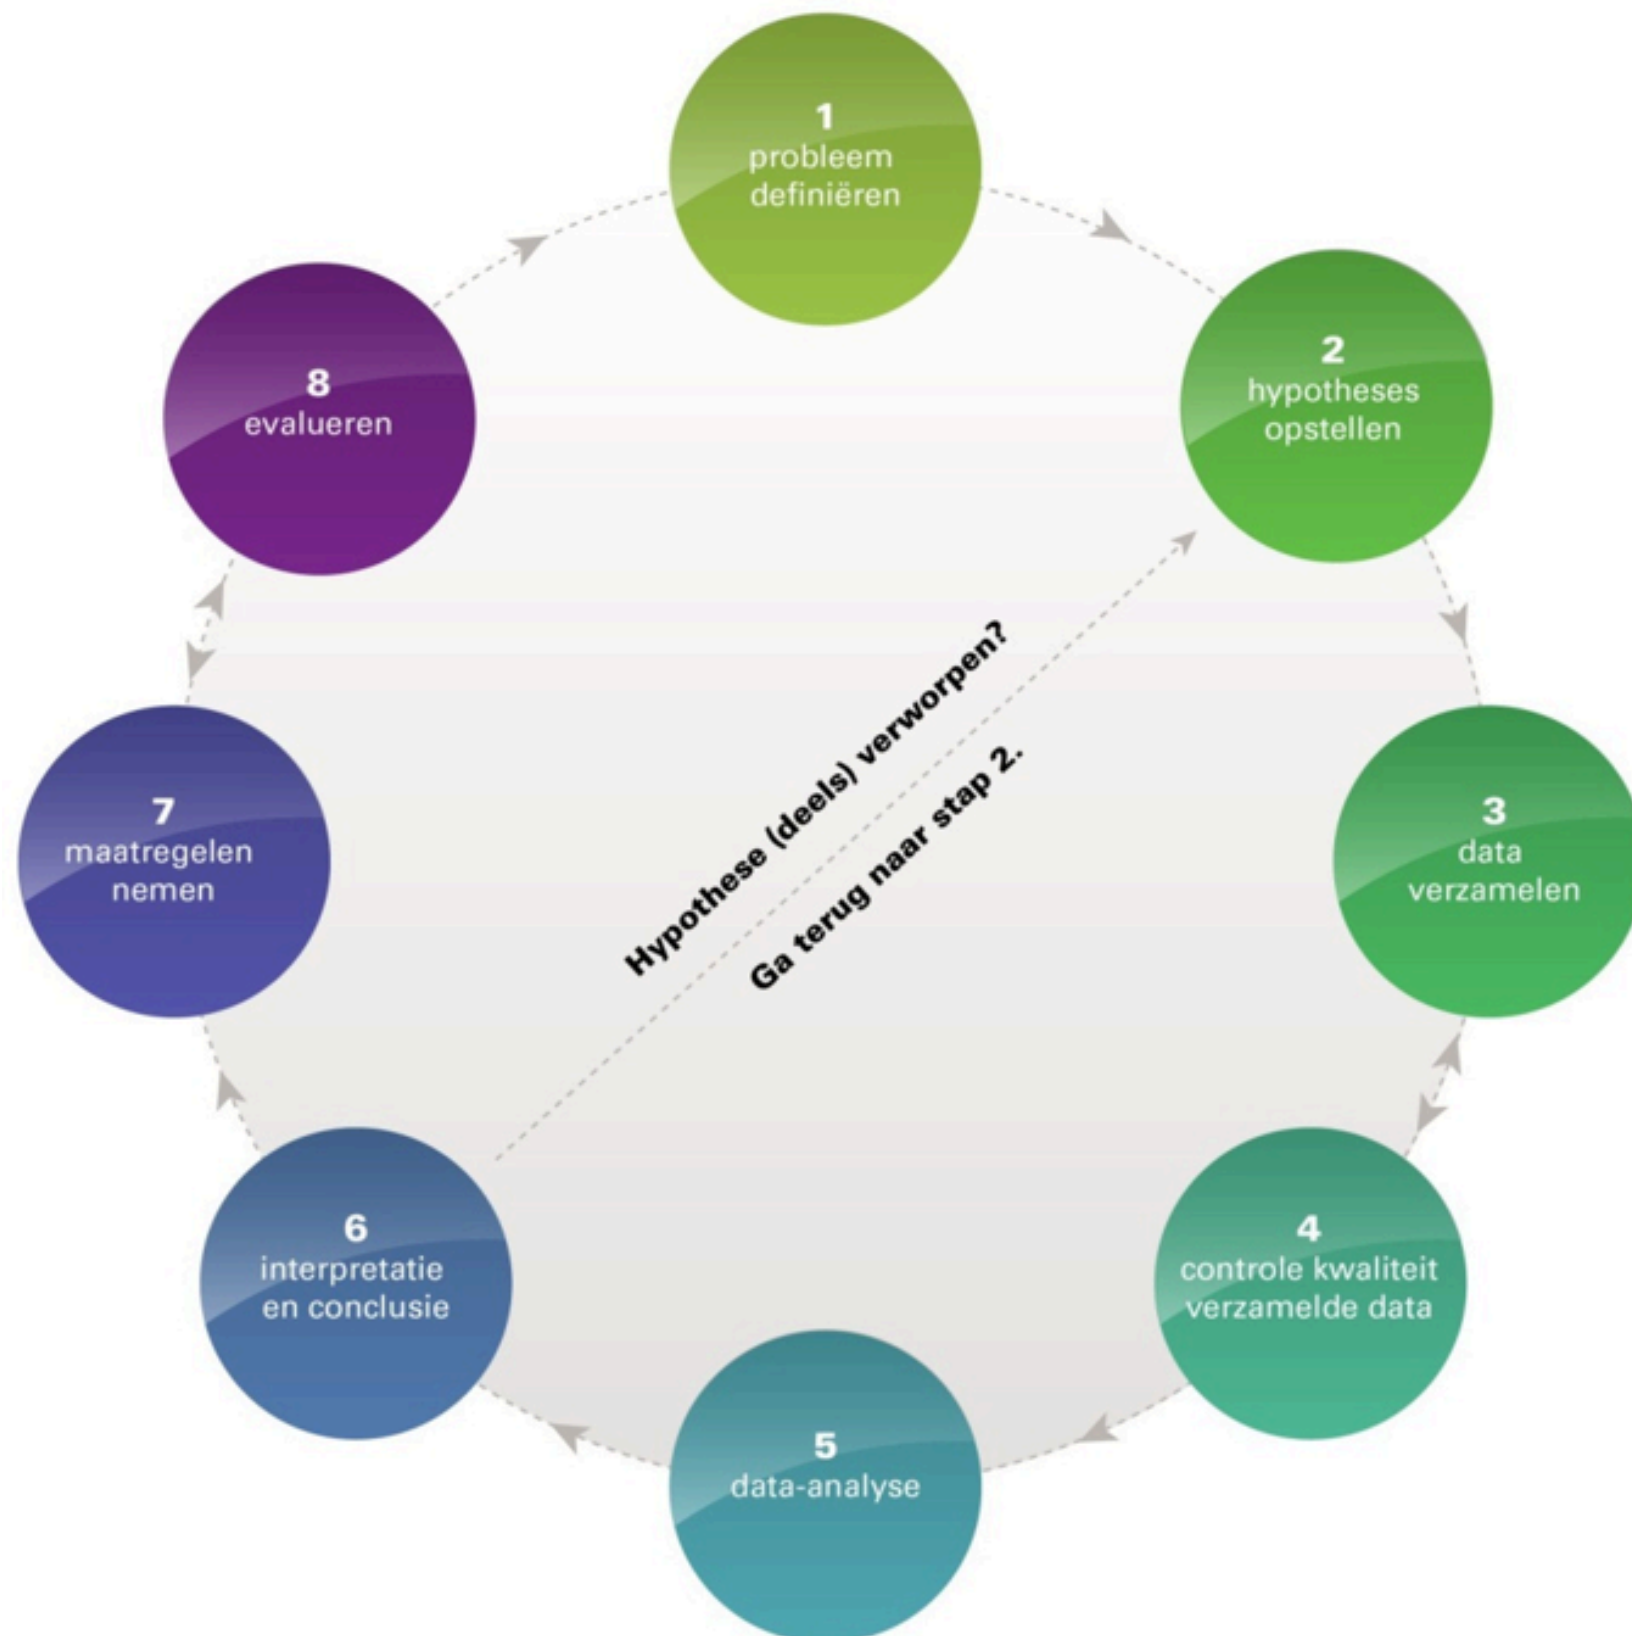 1
probleem
definiëren
2
hypotheses
opstellen
3
data
verzamelen
4
controle kwaliteit
verzamelde data
5
data-analyse
6
interpretatie
en conclusie
7
maatregelen
nemen
8
evalueren
Hypothese (deels) verworpen?
Ga terug naar stap 2.